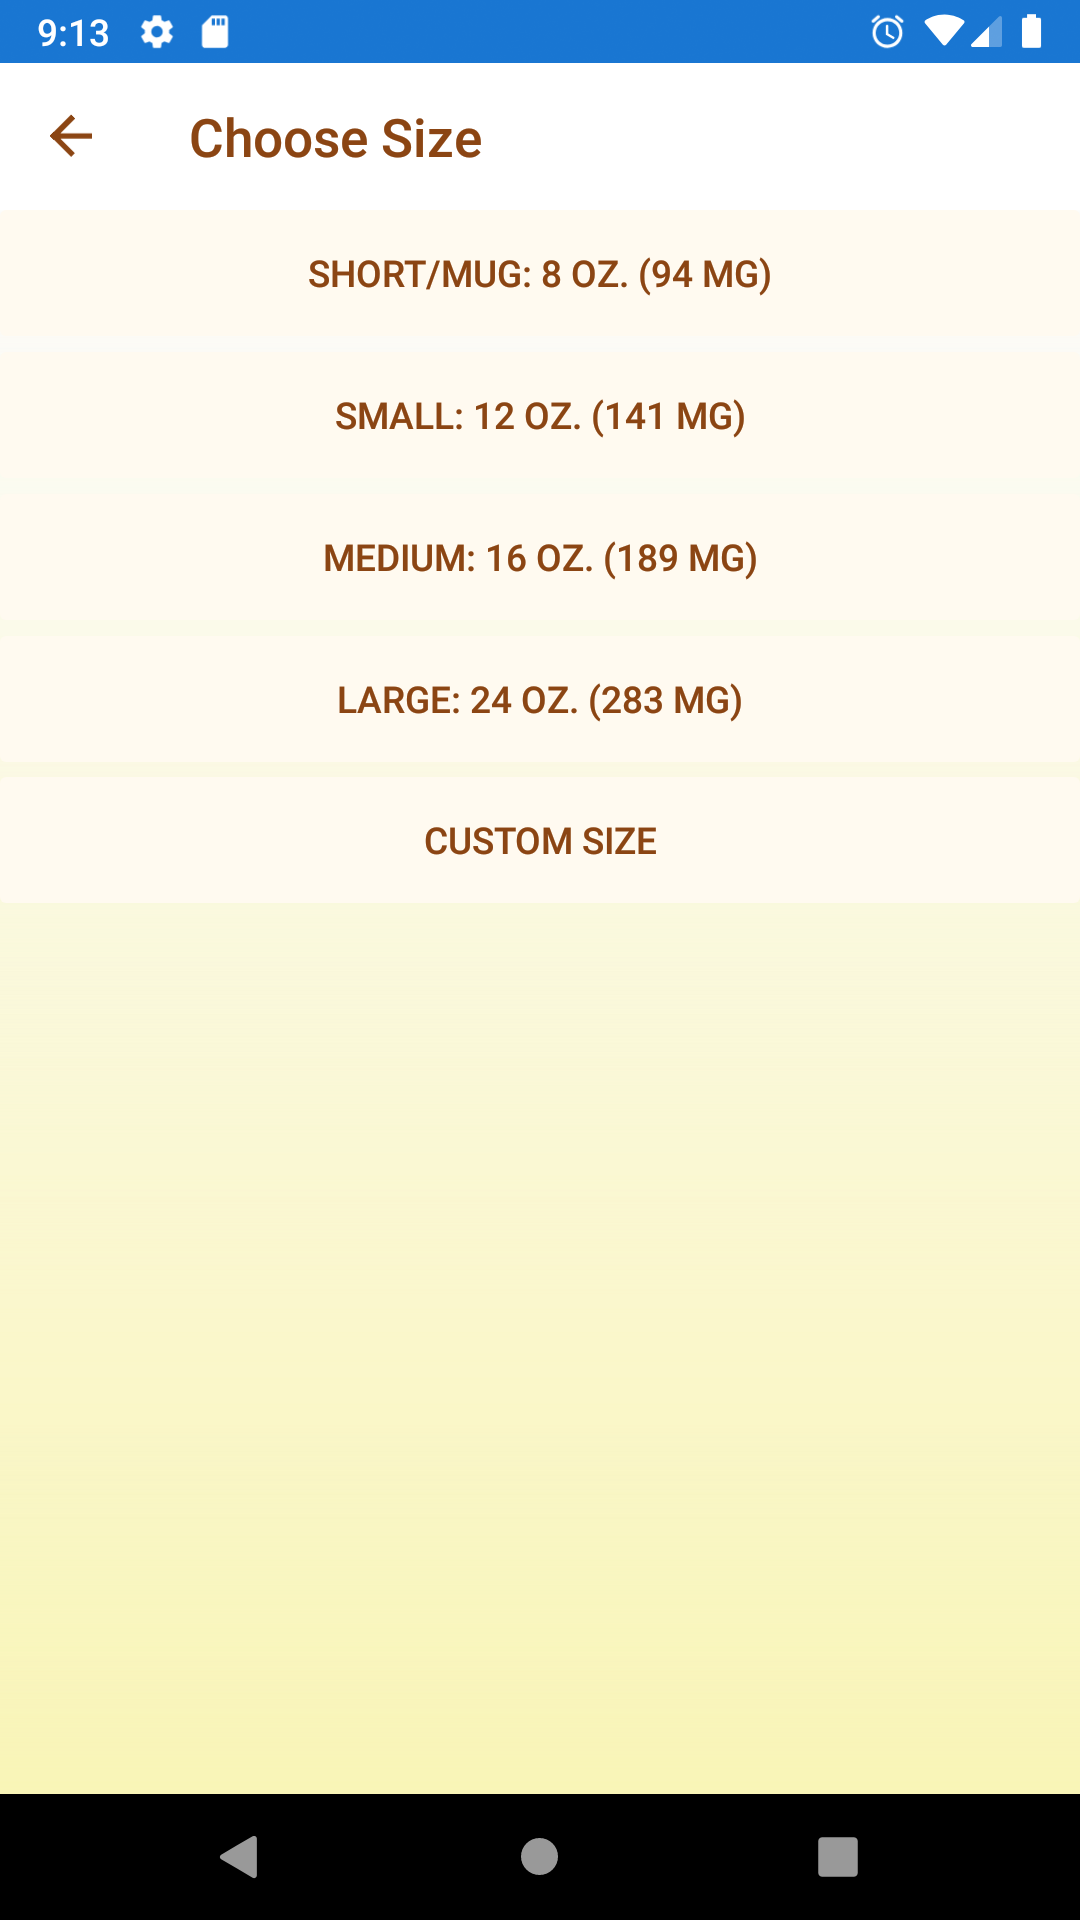 9:13
Choose Size
SHORT/MUG: 8 OZ. (94 MG)
SMALL: 12 OZ. (141 MG)
MEDIUM: 16 OZ. (189 MG)
LARGE: 24 OZ. (283 MG)
CUSTOM SIZE